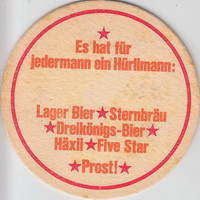 Es hat für
jedermann ein Hürlimann:
Lager Bier★Sternbräu
★Dreikönigs-Bier★
Häxli★Five Star
★Prost!★